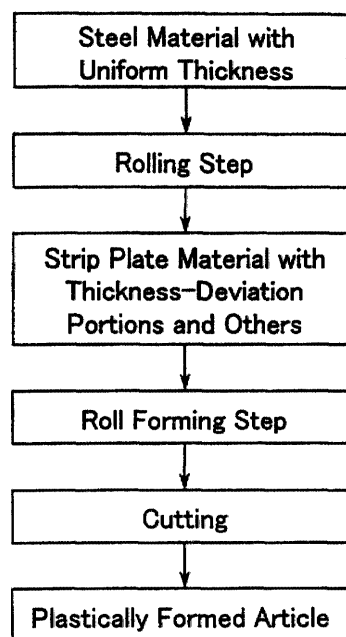 Steel Material with
Uniform Thickness
Rolling Step
Strip Plate Material with
Thickness-Deviation
Portions and Others
Roll Forming Step
Cutting
Plastically Formed Article